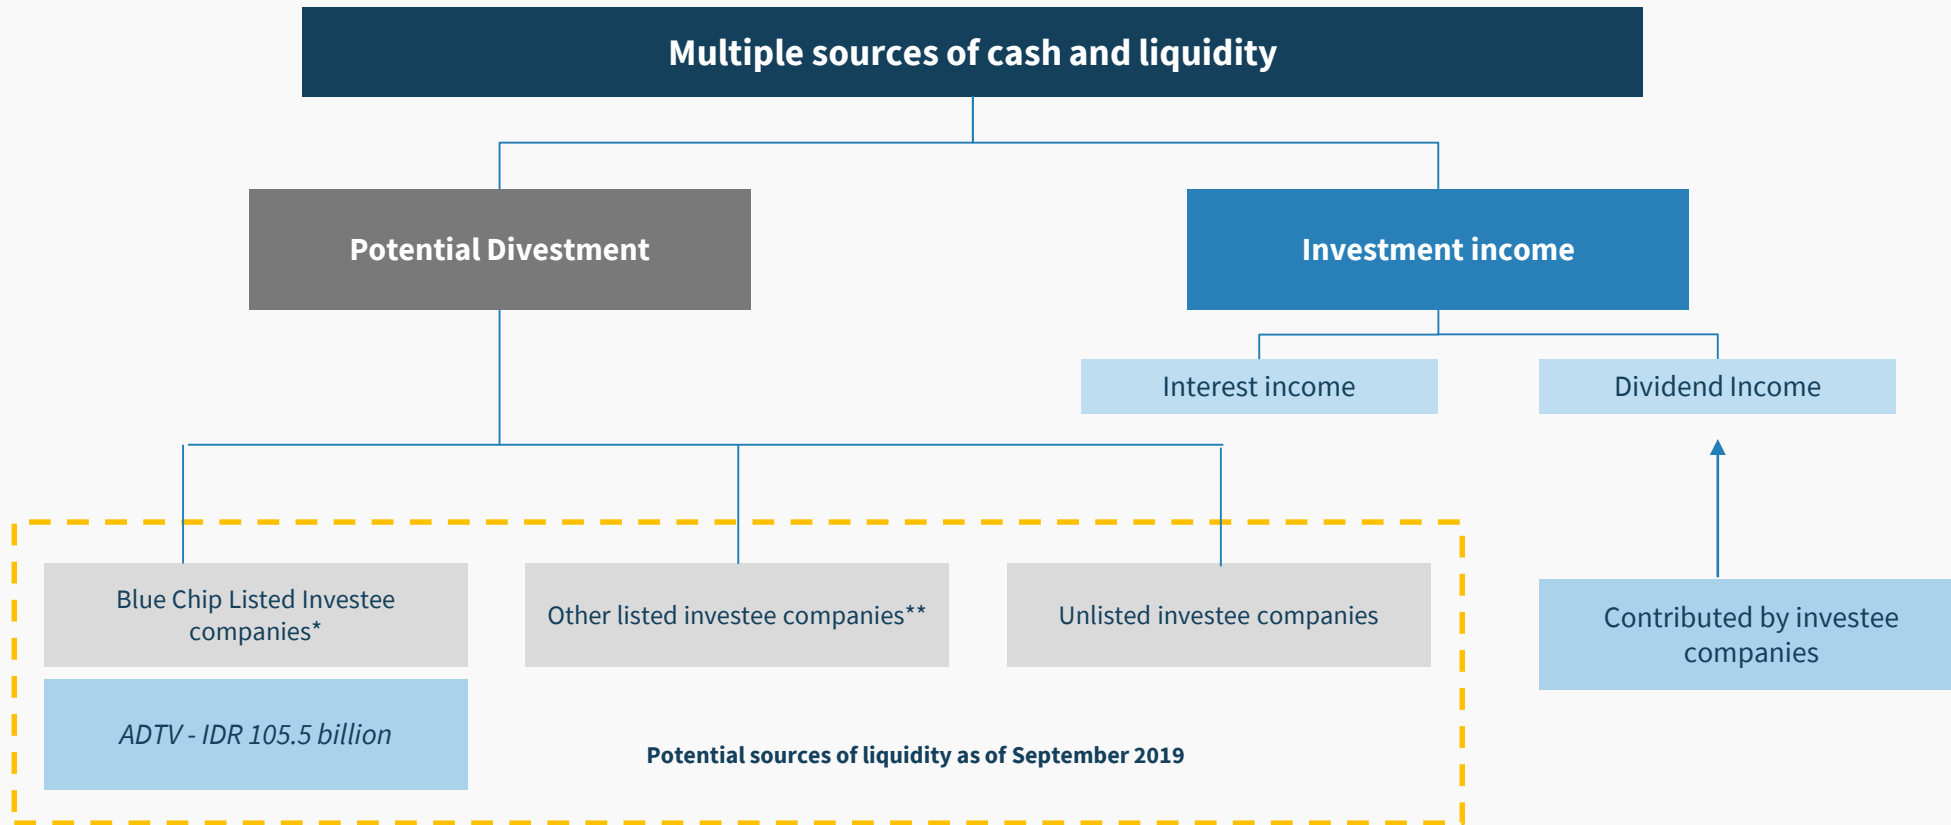 Multiple sources of cash and liquidity
Potential Divestment
Investment income
Interest income
Dividend Income
Blue Chip Listed Investee
companies*
Other listed investee companies**
Unlisted investee companies
Contributed by investee
companies
ADTV - IDR 105.5 billion
Potential sources of liquidity as of September 2019